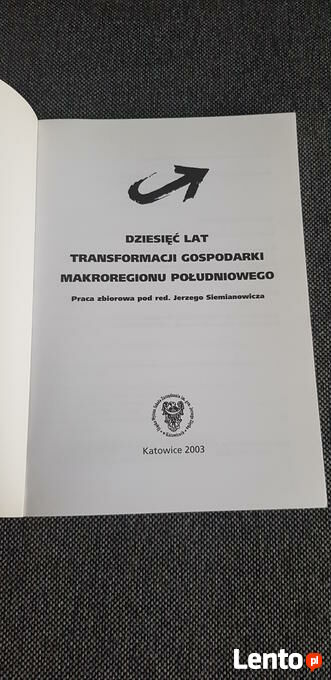 DZIESIĘĆ LAT
TRANSFORMACJI GOSPODARKI
MAKROREGIONU POŁUDNIOWEGO
Praca zbiorowa pod red. Jerzego Siemianowicza
Katowice 2003
Lento pl